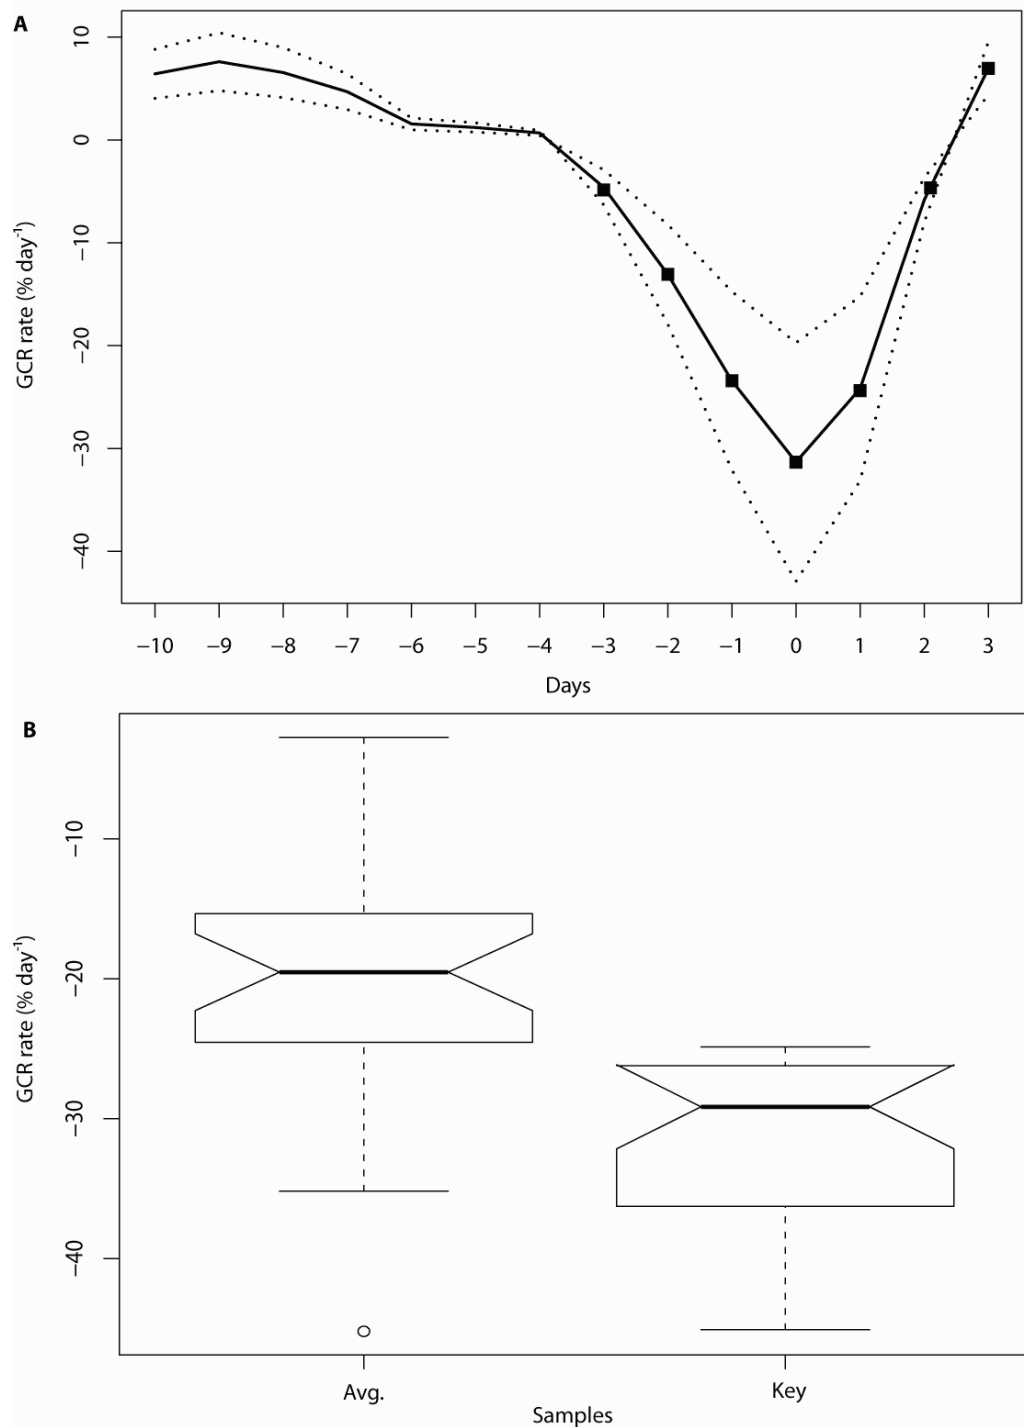 A
10
0
−10
−20
−30
−40
GCR rate (% day-1)
−10 −9 −8 −7 −6 −5 −4 −3 −2 −1 0 1 2 3
Days
B
−10
−20
−30
−40
GCR rate (% day-1)
Avg. Key
Samples